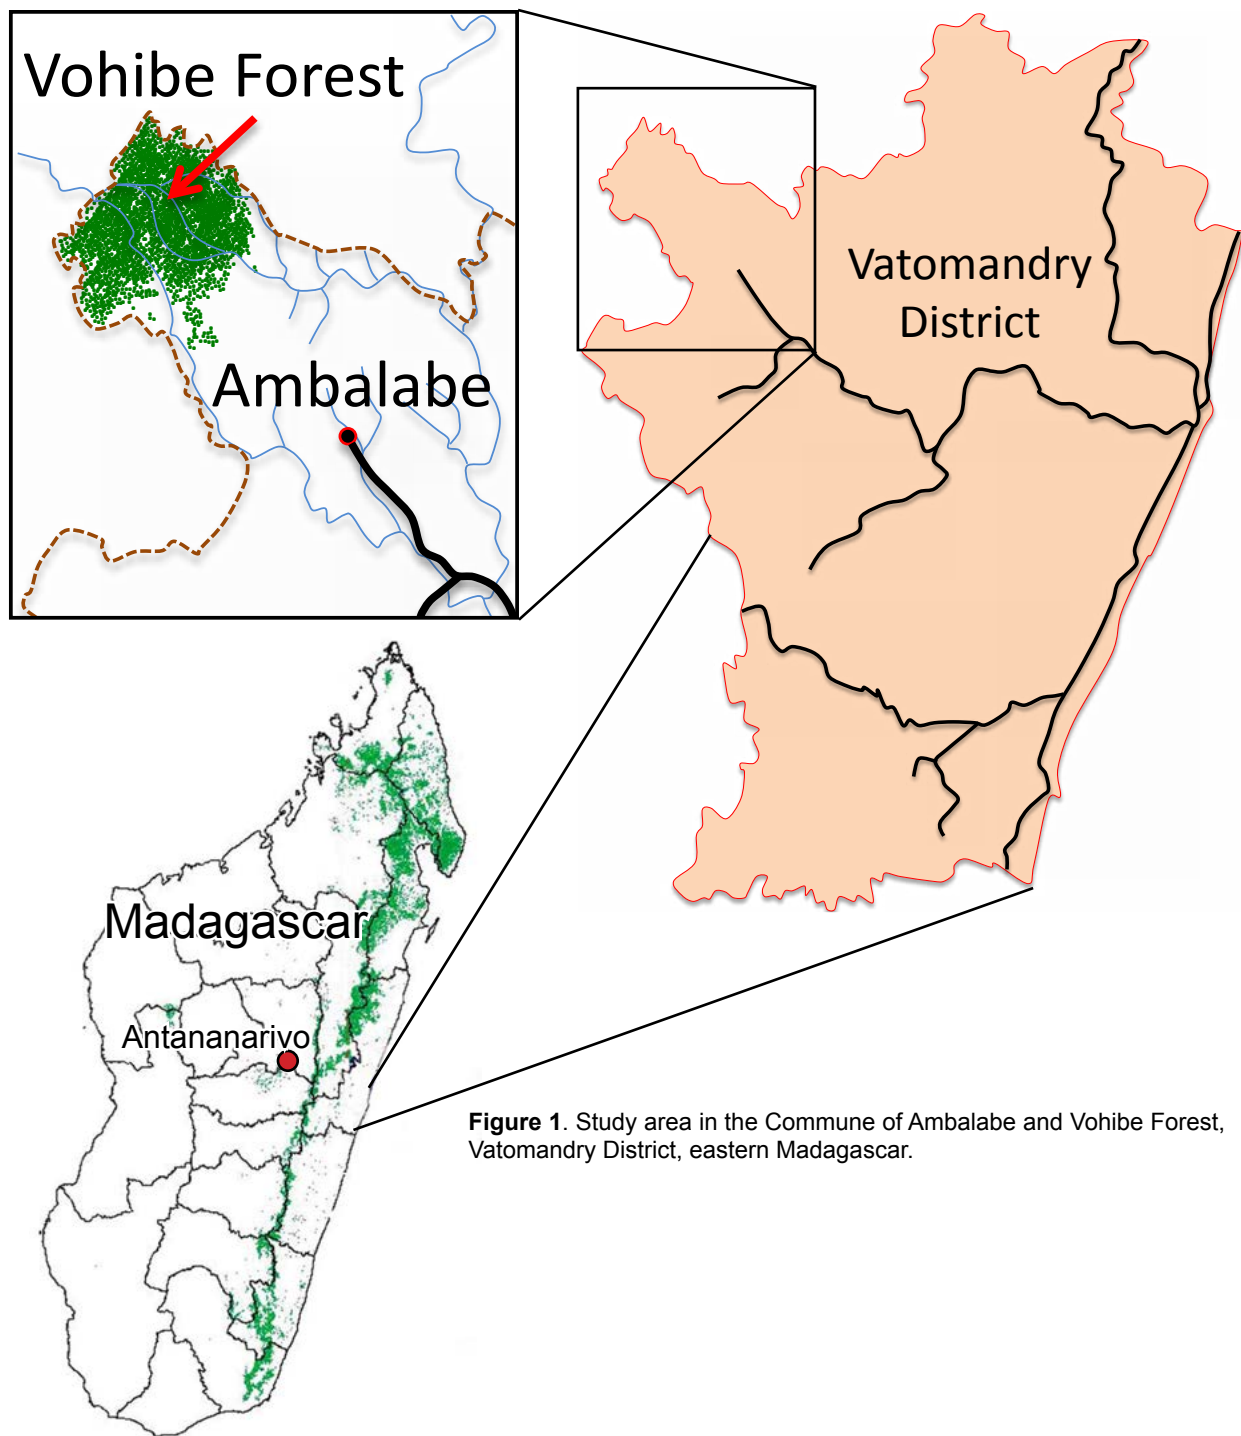 Vohibe Forest
Ambalabe
Vatomandry
District
Madagascar
Antananarivo
Figure 1. Study area in the Commune of Ambalabe and Vohibe Forest,
Vatomandry District, eastern Madagascar.